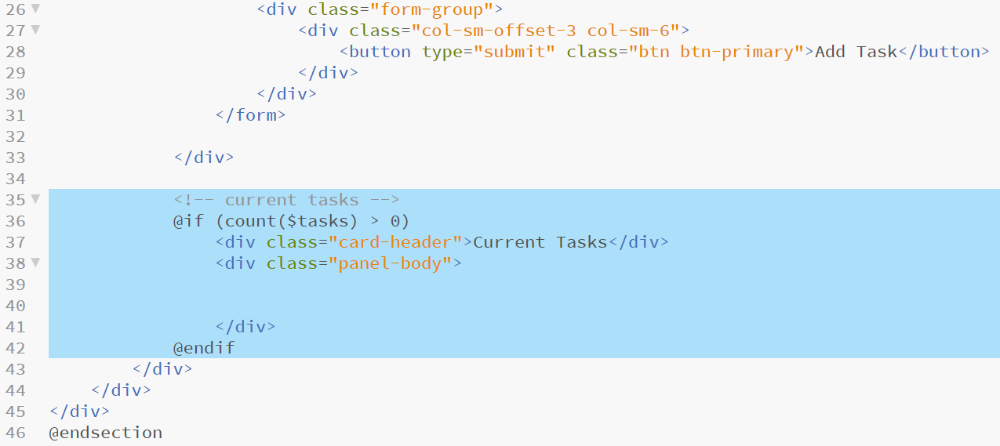 26 <div class="form-group">
27 <div class="col-sm-offset-3 col-sm-6">
28 <button type="submit" class="btn btn-primary">Add Task</button>
29 </div>
30 </div>
31 </form>
32
33 </div>
34
35 <!-- current tasks -->
36 @if (count($tasks) > 0)
37 <div class="card-header">Current Tasks</div>
38 <div class="panel-body">
39
40
41 </div>
42 @endif
43 </div>
44 </div>
45 </div>
46 @endsection